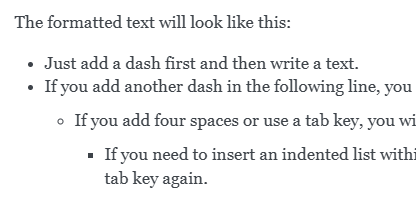 The formatted text will look like this:
Just add a dash first and then write a text.
If you add another dash in the following line, you
If you add four spaces or use a tab key, you
If you need to insert an indented list
tab key again.